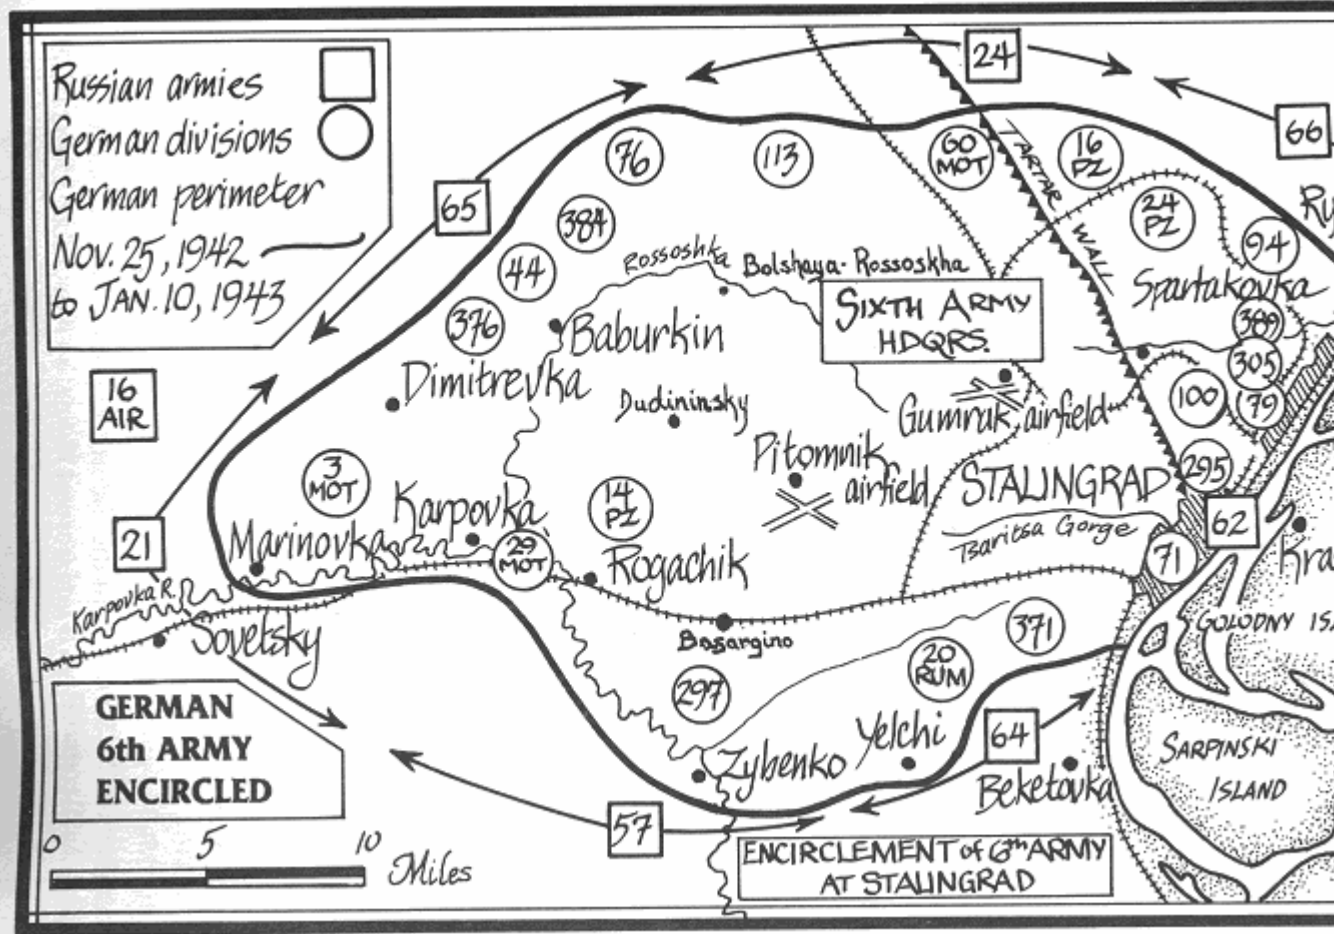 Russian armies
German divisions
German perimeter
Nov. 25, 1942
to JAN. 10, 1943
24
66
65
76
113
60
MOT
16
PZ
TARTAR
WALL
24
PZ
94
384
44
376
Rossoshka
Bolshaya-Rossoskha
Spartakovka
SIXTH ARMY
HDQRS.
389
305
179
100
295
Baburkin
Dimitrevka
Dudininsky
Gumrak airfield
Pitomnik
airfield
16
AIR
3
MOT
Karpovka
14
PZ
STALINGRAD
62
Tsaritsa Gorge
71
21
Marinovka
29
MOT
Rogachik
Karpovka R.
Sovetsky
Basargino
371
20
RUM
297
GOLODNY
GERMAN
6th ARMY
ENCIRCLED
Zybenko
Yelchi
64
Beketovka
SARPINSKI
ISLAND
57
0 5 10
Miles
ENCIRCLEMENT of 6th ARMY
AT STALINGRAD